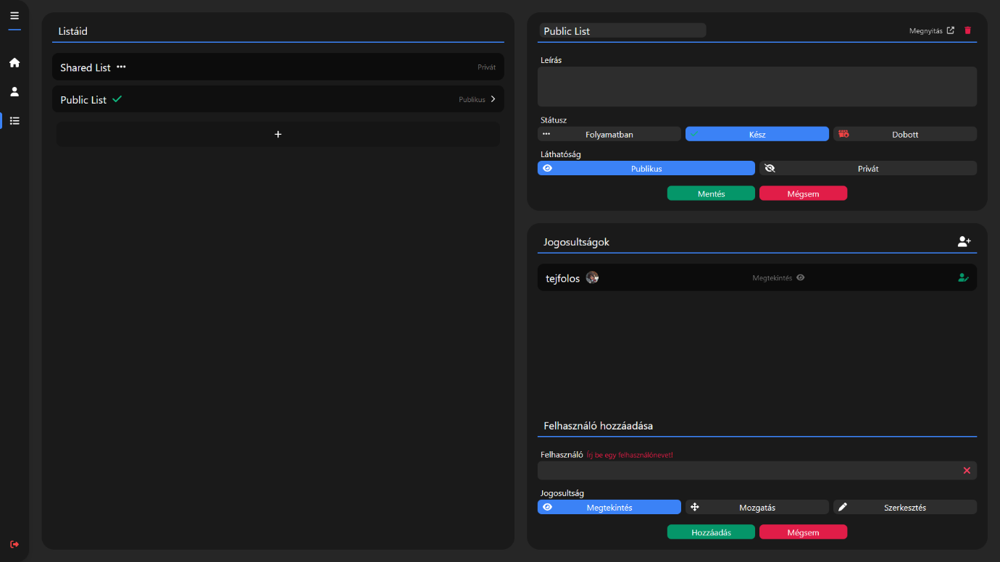 Listáid
Shared List
Privát
Public List
Publikus
+
Public List
Megnyitás
Leírás
Státusz
Folyamatban
Kész
Dobott
Láthatóság
Publikus
Privát
Mentés
Mégsem
Jogosultságok
tejfolos
Megtekintés
Felhasználó hozzáadása
Felhasználó Írj be egy felhasználónevet!
Jogosultság
Megtekintés
Mozgatás
Szerkesztés
Hozzáadás
Mégsem